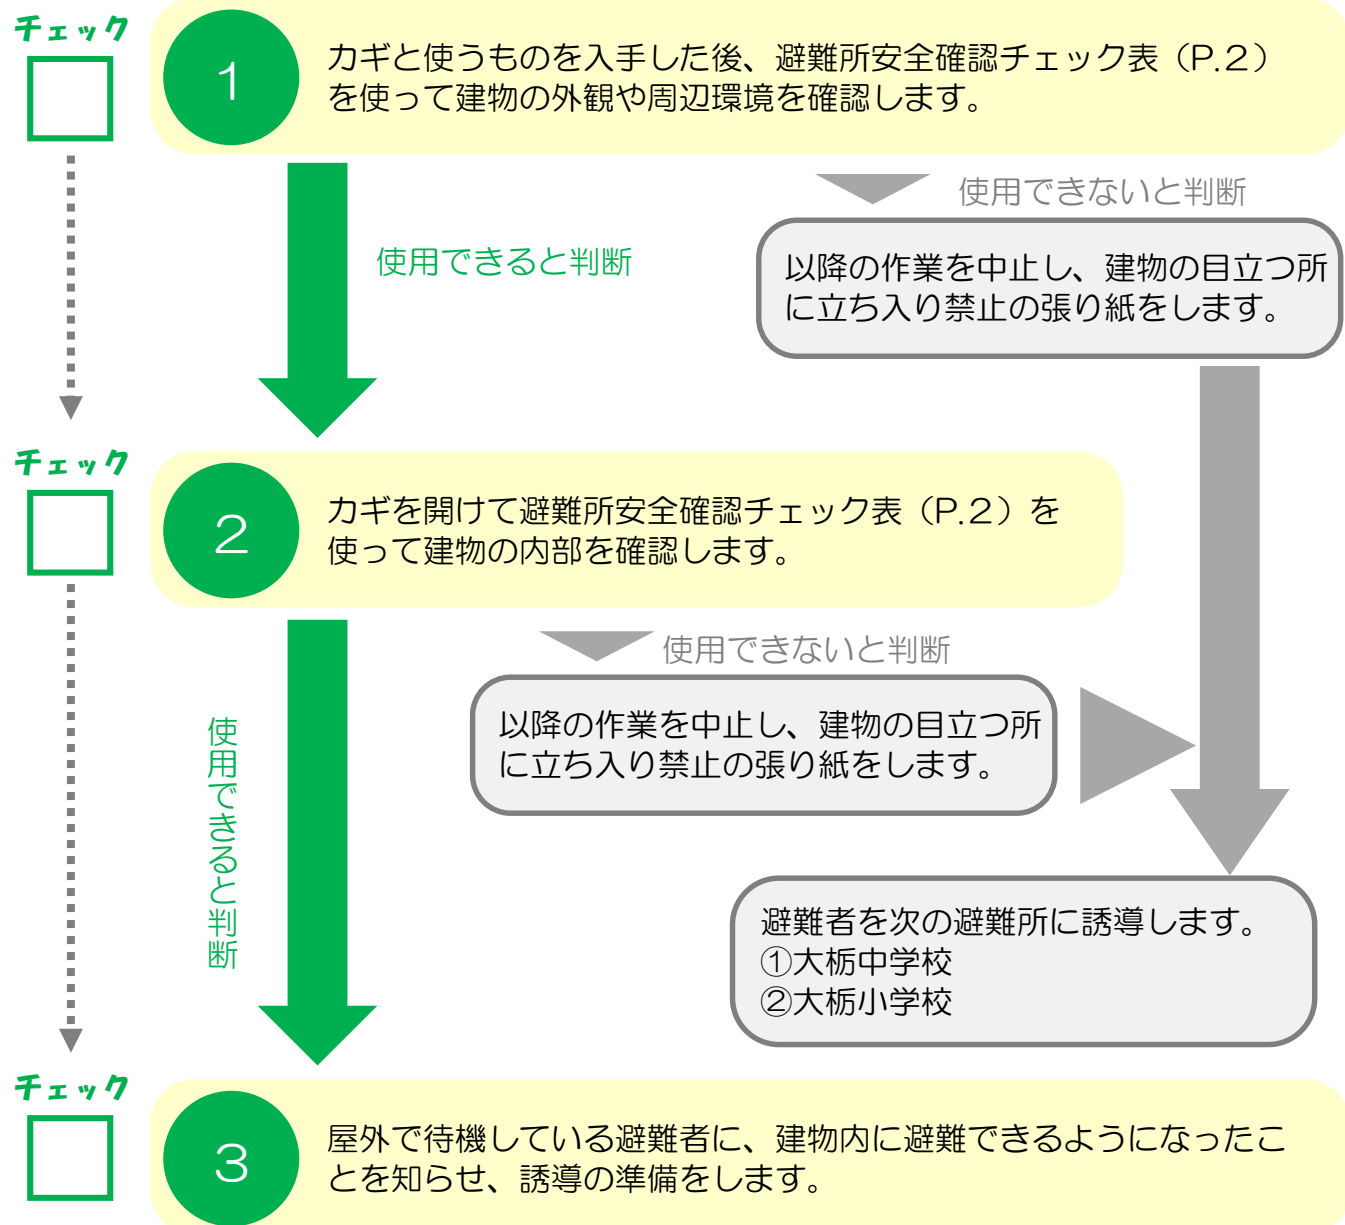 チェック
1
カギと使うものを入手した後、避難所安全確認チェック表（P.2）
を使って建物の外観や周辺環境を確認します。
使用できないと判断
使用できると判断
以降の作業を中止し、建物の目立つ所
に立ち入り禁止の張り紙をします。
チェック
2
カギを開けて避難所安全確認チェック表（P.2）を
使って建物の内部を確認します。
使用できないと判断
使用できると判断
以降の作業を中止し、建物の目立つ所
に立ち入り禁止の張り紙をします。
避難者を次の避難所に誘導します。
①大栃中学校
②大栃小学校
チェック
3
屋外で待機している避難者に、建物内に避難できるようになったこ
とを知らせ、誘導の準備をします。